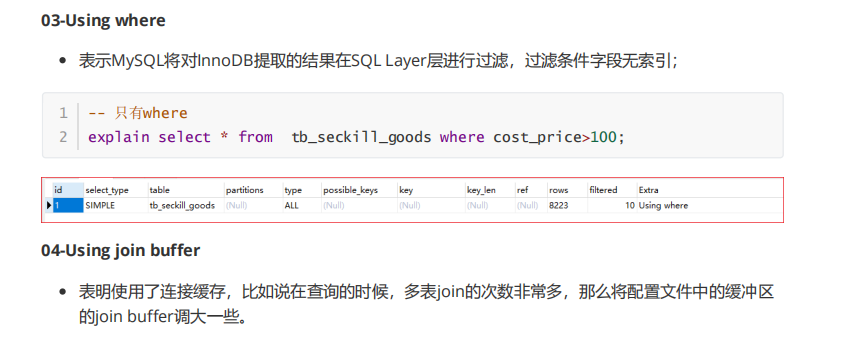 03-Using where
表示MySQL将对InnoDB提取的结果在SQL Layer层进行过滤，过滤条件字段无索引；
1 -- 只有where
2 explain select * from  tb_seckill_goods where cost_price>100;
id select_type table partitions type possible_keys key key_len ref rows filtered Extra
1 SIMPLE tb_seckill_goods (Null) ALL (Null) (Null) (Null) (Null) 8223 10 Using where
04-Using join buffer
表明使用了连接缓存，比如说在查询的时候，多表join的次数非常多，那么将配置文件中的缓冲区
的join buffer调大一些。